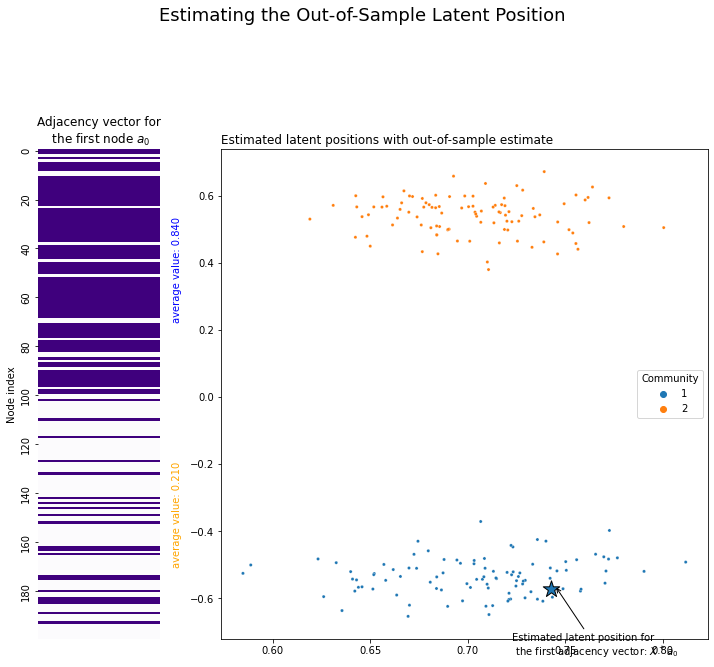 Estimating the Out-of-Sample Latent Position
Adjacency vector for
the first node a₀
Node index
0
20
40
60
80
100
120
140
160
180
average value: 0.840
average value: 0.210
Estimated latent positions with out-of-sample estimate
0.6
0.4
0.2
0.0
−0.2
−0.4
−0.6
Community
1
2
0.60
0.65
0.70
0.75
0.80
Estimated latent position for
the first adjacency vector: